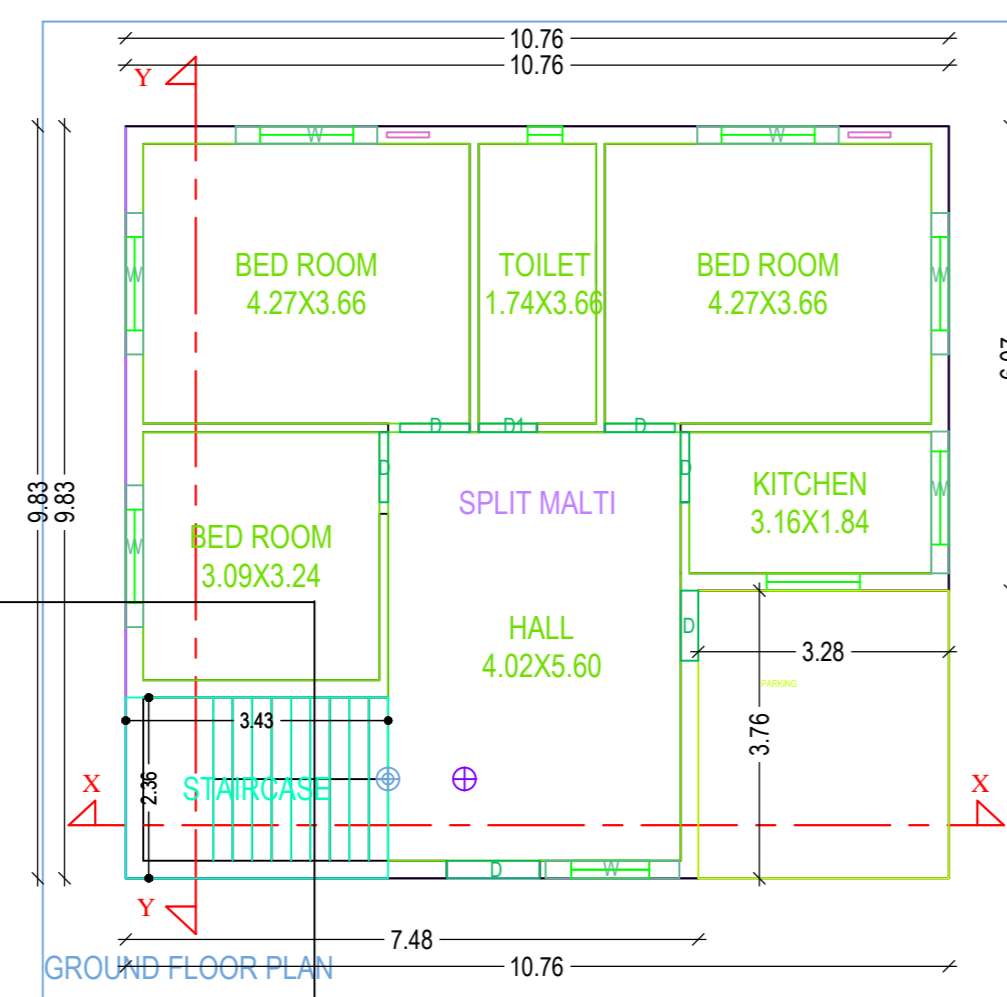 10.76
10.76
Y
W
W
BED ROOM
4.27X3.66
TOILET
1.74X3.66
BED ROOM
4.27X3.66
W
W
D
D1
D
9.83
9.83
D
SPLIT MALTI
D
KITCHEN
3.16X1.84
W
W
BED ROOM
3.09X3.24
HALL
4.02X5.60
D
3.28
PARKING
3.43
3.76
2.36
STAIRCASE
X
X
D
W
Y
7.48
GROUND FLOOR PLAN
10.76